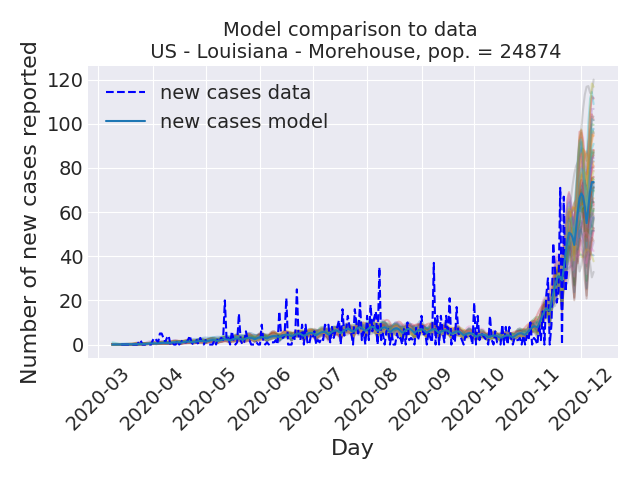 Model comparison to data
US - Louisiana - Morehouse, pop. = 24874
Number of new cases reported
120
100
80
60
40
20
0
new cases data
new cases model
2020-03
2020-04
2020-05
2020-06
2020-07
2020-08
2020-09
2020-10
2020-11
2020-12
Day